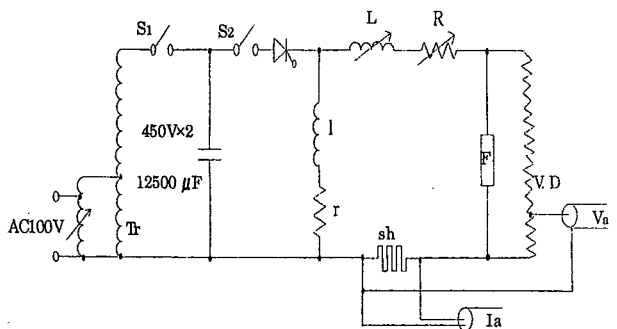 S1
S2
L
R
450V×2
12500 μF
l
r
F
V.D
AC100V
Tr
sh
Va
Ia